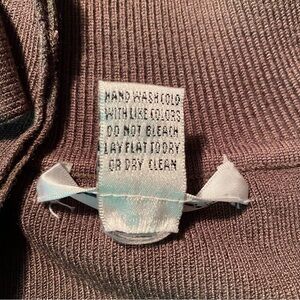 HAND WASH COLD
WITH LIKE COLORS
DO NOT BLEACH
LAY FLAT TO DRY
OR DRY CLEAN